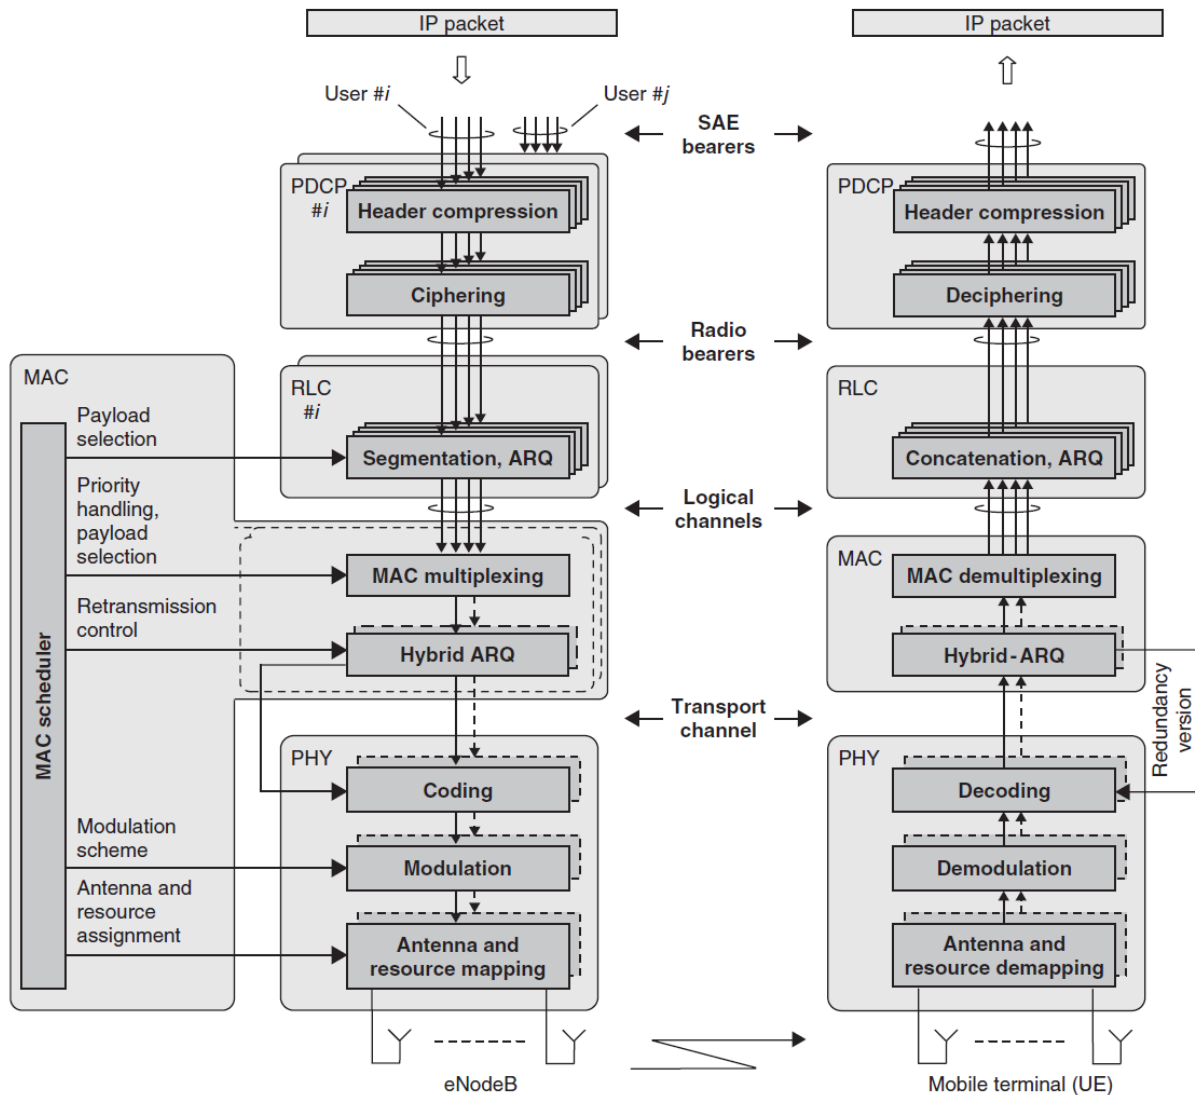 IP packet
IP packet
User #i
User #j
SAE
bearers
PDCP
#i
Header compression
Ciphering
PDCP
Header compression
Deciphering
Radio
bearers
MAC
RLC
#i
Segmentation, ARQ
RLC
Concatenation, ARQ
Payload
selection
Priority
handling,
payload
selection
Retransmission
control
Logical
channels
MAC multiplexing
Hybrid ARQ
MAC
MAC demultiplexing
Hybrid-ARQ
Redundancy
version
MAC scheduler
Transport
channel
PHY
Coding
Modulation
Antenna and
resource mapping
PHY
Decoding
Demodulation
Antenna and
resource demapping
Modulation
scheme
Antenna and
resource
assignment
eNodeB
Mobile terminal (UE)